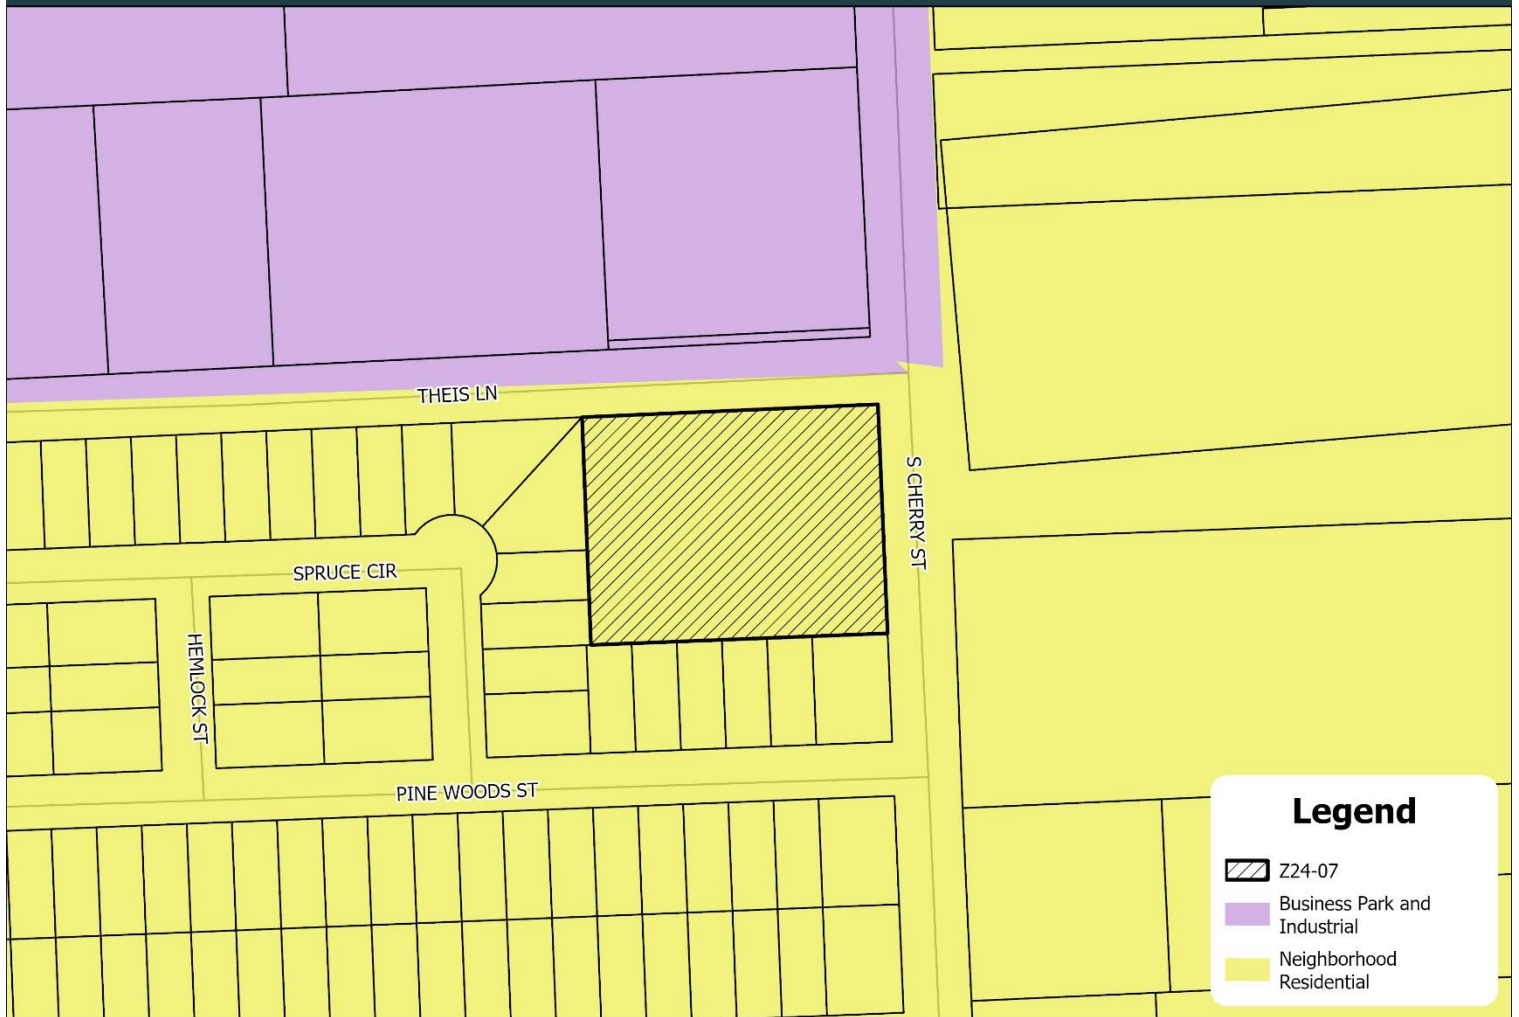 THEIS LN
S CHERRY ST
SPRUCE CIR
HEMLOCK ST
PINE WOODS ST
Legend
Z24-07
Business Park and
Industrial
Neighborhood
Residential